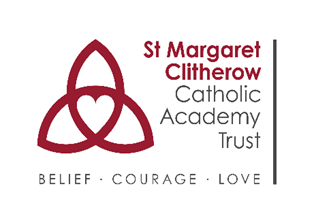 St Margaret
Clitherow
Catholic
Academy
Trust
BELIEF · COURAGE · LOVE